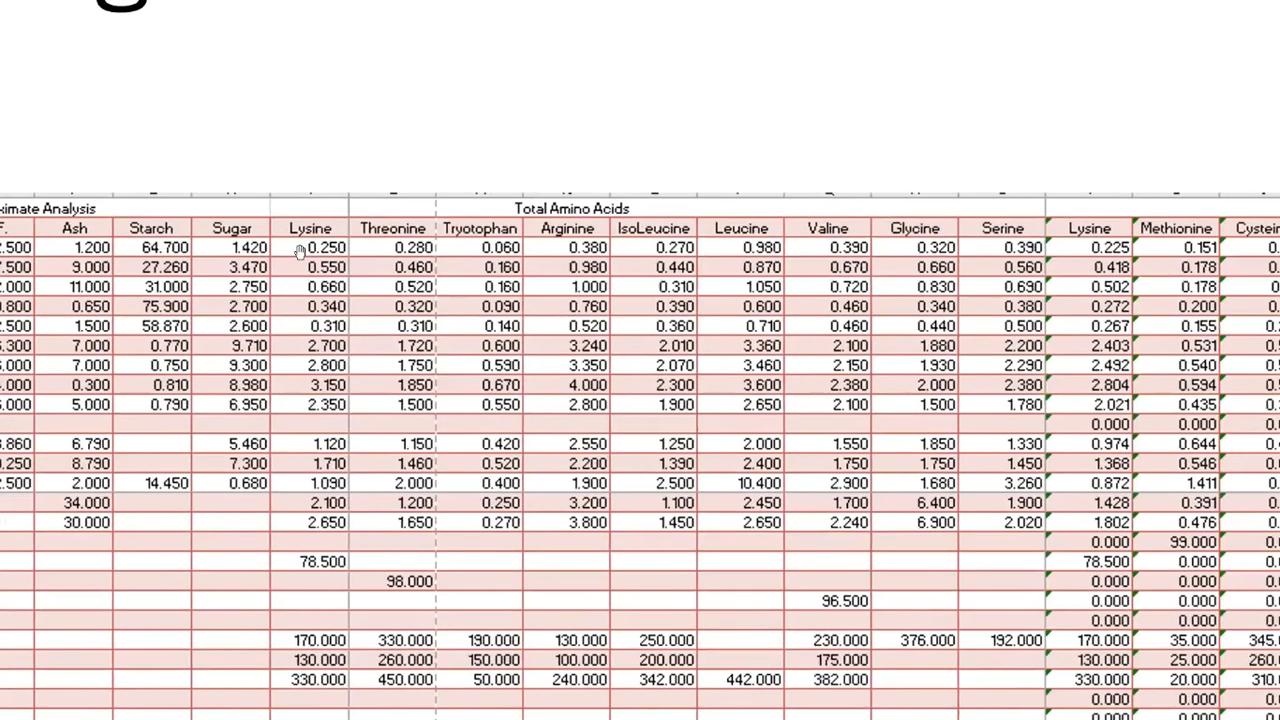 ximate Analysis Total Amino Acids
F. Ash Starch Sugar Lysine Threonine Tryotophan Arginine IsoLeucine Leucine Valine Glycine Serine Lysine Methionine Cystein
.500 1.200 64.700 1.420 0.250 0.280 0.060 0.380 0.270 0.980 0.390 0.320 0.390 0.225 0.151 0.
.500 9.000 27.260 3.470 0.550 0.460 0.160 0.980 0.440 0.870 0.670 0.660 0.560 0.418 0.178 0.
.000 11.000 31.000 2.750 0.660 0.520 0.160 1.000 0.310 1.050 0.720 0.830 0.690 0.502 0.178 0.
.800 0.650 75.900 2.700 0.340 0.320 0.090 0.760 0.390 0.600 0.460 0.340 0.380 0.272 0.200 0.
.500 1.500 58.870 2.600 0.310 0.310 0.140 0.520 0.360 0.710 0.460 0.440 0.500 0.267 0.155 0.
.300 7.000 0.770 9.710 2.700 1.720 0.600 3.240 2.010 3.360 2.100 1.880 2.200 2.403 0.531 0.
.000 7.000 0.750 9.300 2.800 1.750 0.590 3.350 2.070 3.460 2.150 1.930 2.290 2.492 0.540 0.
.000 0.300 0.810 8.980 3.150 1.850 0.670 4.000 2.300 3.600 2.380 2.000 2.380 2.804 0.594 0.
.000 5.000 0.790 6.950 2.350 1.500 0.550 2.800 1.900 2.650 2.100 1.500 1.780 2.021 0.435 0.
0.000 0.000 0.
.860 6.790 5.460 1.120 1.150 0.420 2.550 1.250 2.000 1.550 1.850 1.330 0.974 0.644 0.
.250 8.790 7.300 1.710 1.460 0.520 2.200 1.390 2.400 1.750 1.750 1.450 1.368 0.546 0.
.500 2.000 14.450 0.680 1.090 2.000 0.400 1.900 2.500 10.400 2.900 1.680 3.260 0.872 1.411 0.
34.000 2.100 1.200 0.250 3.200 1.100 2.450 1.700 6.400 1.900 1.428 0.391 0.
30.000 2.650 1.650 0.270 3.800 1.450 2.650 2.240 6.900 2.020 1.802 0.476 0.
0.000 99.000 0.
78.500 78.500 0.000 0.
98.000 0.000 0.000 0.
96.500 0.000 0.000 0.
0.000 0.000 0.
170.000 330.000 190.000 130.000 250.000 230.000 376.000 192.000 170.000 35.000 345.
130.000 260.000 150.000 100.000 200.000 175.000 130.000 25.000 260.
330.000 450.000 50.000 240.000 342.000 442.000 382.000 330.000 20.000 310.
0.000 0.000 0.